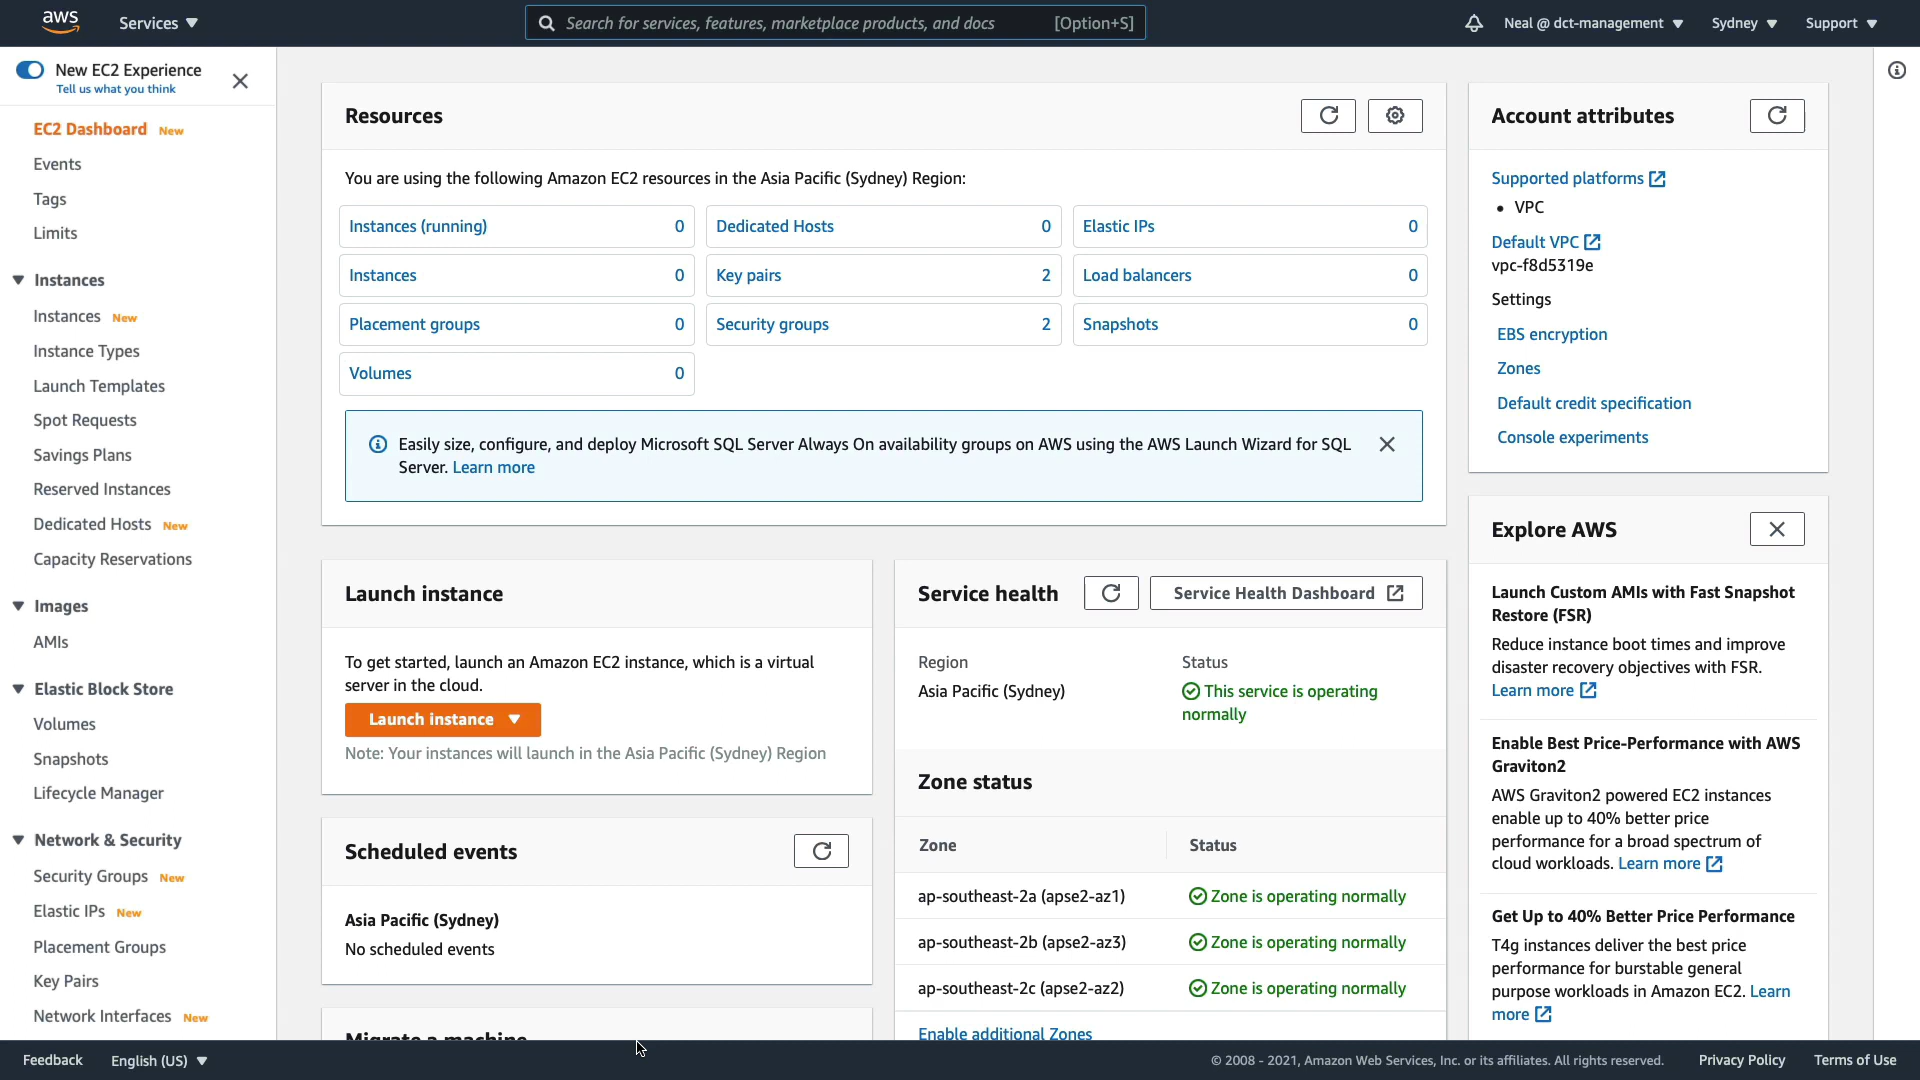 aws
Services
Search for services, features, marketplace products, and docs [Option+S]
Neal @ dct-management
Sydney
Support
New EC2 Experience
Tell us what you think
EC2 Dashboard New
Events
Tags
Limits
Instances
Instances New
Instance Types
Launch Templates
Spot Requests
Savings Plans
Reserved Instances
Dedicated Hosts New
Capacity Reservations
Images
AMIs
Elastic Block Store
Volumes
Snapshots
Lifecycle Manager
Network & Security
Security Groups New
Elastic IPs New
Placement Groups
Key Pairs
Network Interfaces New
Resources
You are using the following Amazon EC2 resources in the Asia Pacific (Sydney) Region:
Instances (running) 0
Dedicated Hosts 0
Elastic IPs 0
Instances 0
Key pairs 2
Load balancers 0
Placement groups 0
Security groups 2
Snapshots 0
Volumes 0
Easily size, configure, and deploy Microsoft SQL Server Always On availability groups on AWS using the AWS Launch Wizard for SQL
Server. Learn more
Launch instance
To get started, launch an Amazon EC2 instance, which is a virtual
server in the cloud.
Launch instance
Note: Your instances will launch in the Asia Pacific (Sydney) Region
Scheduled events
Asia Pacific (Sydney)
No scheduled events
Migrate a machine
Service health
Service Health Dashboard
Region
Status
Asia Pacific (Sydney)
This service is operating
normally
Zone status
Zone
Status
ap-southeast-2a (apse2-az1)
Zone is operating normally
ap-southeast-2b (apse2-az3)
Zone is operating normally
ap-southeast-2c (apse2-az2)
Zone is operating normally
Enable additional Zones
Account attributes
Supported platforms
• VPC
Default VPC
vpc-f8d5319e
Settings
EBS encryption
Zones
Default credit specification
Console experiments
Explore AWS
Launch Custom AMIs with Fast Snapshot
Restore (FSR)
Reduce instance boot times and improve
disaster recovery objectives with FSR.
Learn more
Enable Best Price-Performance with AWS
Graviton2
AWS Graviton2 powered EC2 instances
enable up to 40% better price
performance for a broad spectrum of
cloud workloads. Learn more
Get Up to 40% Better Price Performance
T4g instances deliver the best price
performance for burstable general
purpose workloads in Amazon EC2. Learn
more
Feedback
English (US)
© 2008 - 2021, Amazon Web Services, Inc. or its affiliates. All rights reserved.
Privacy Policy
Terms of Use